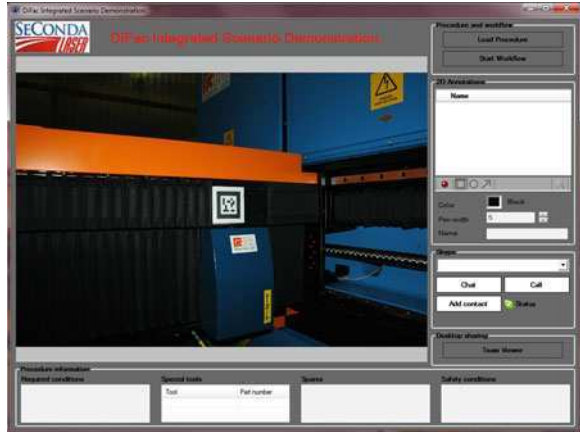 DiFac Integrated Scenario Demonstration
SECONDA
LASER
DiFac Integrated Scenario Demonstration
Procedure and workflow
Load Procedure
Start Workflow
2D Annotations
Name
Color
Black
Pen width
5
Name
Skype
Chat
Call
Add contact
Status
Desktop sharing
Team Viewer
Procedure information
Required conditions
Special tools
Tool
Part number
Spares
Safety conditions